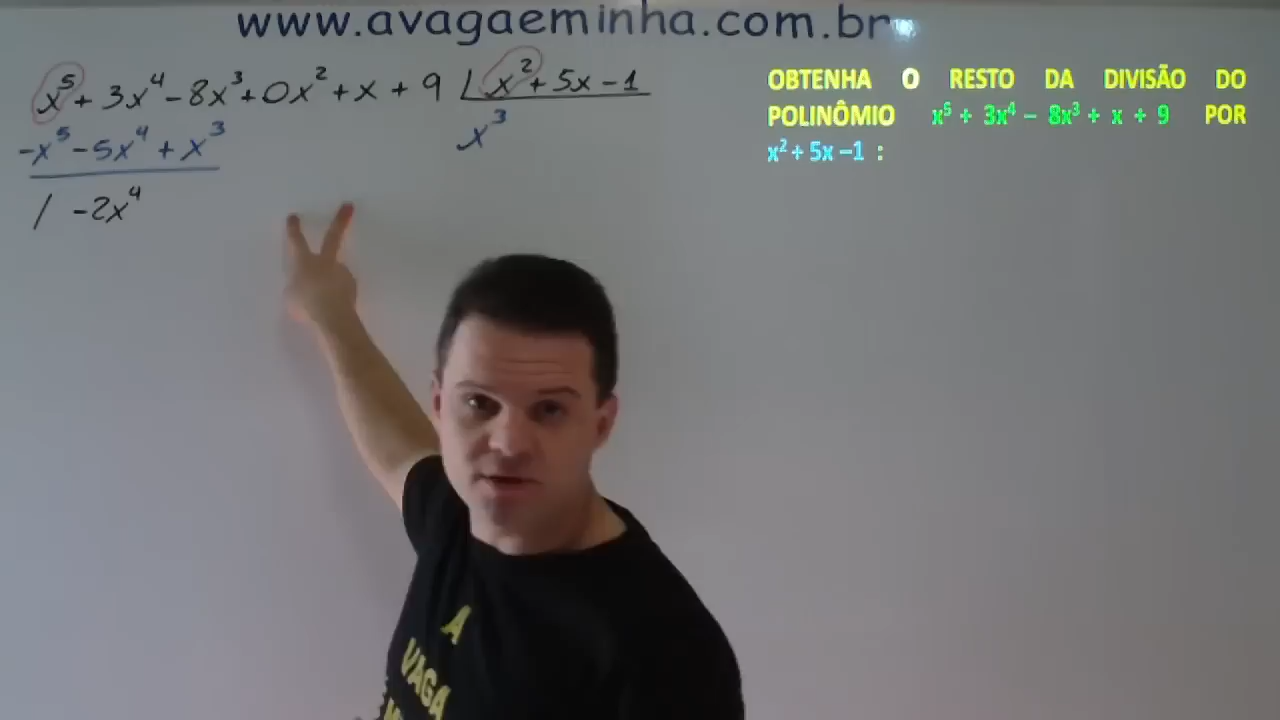 www.avagaeminha.com.br
x⁵ + 3x⁴ - 8x³ + 0x² + x + 9 | x² + 5x - 1
-x⁵ - 5x⁴ + x³ x³
/ -2x⁴
OBTENHA O RESTO DA DIVISÃO DO
POLINÔMIO x⁵ + 3x⁴ – 8x³ + x + 9 POR
x² + 5x –1 :
A
VAGA